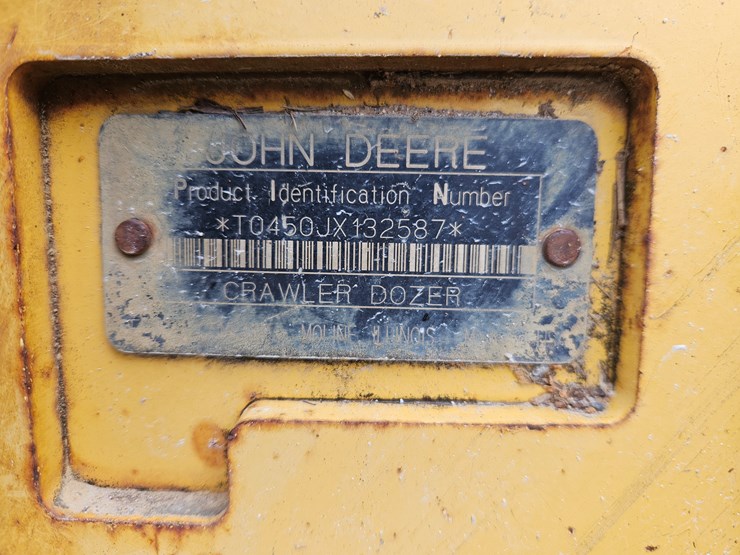 JOHN DEERE
Product Identification Number
*T0450JX132587*
CRAWLER DOZER
MOLINE ILLINOIS